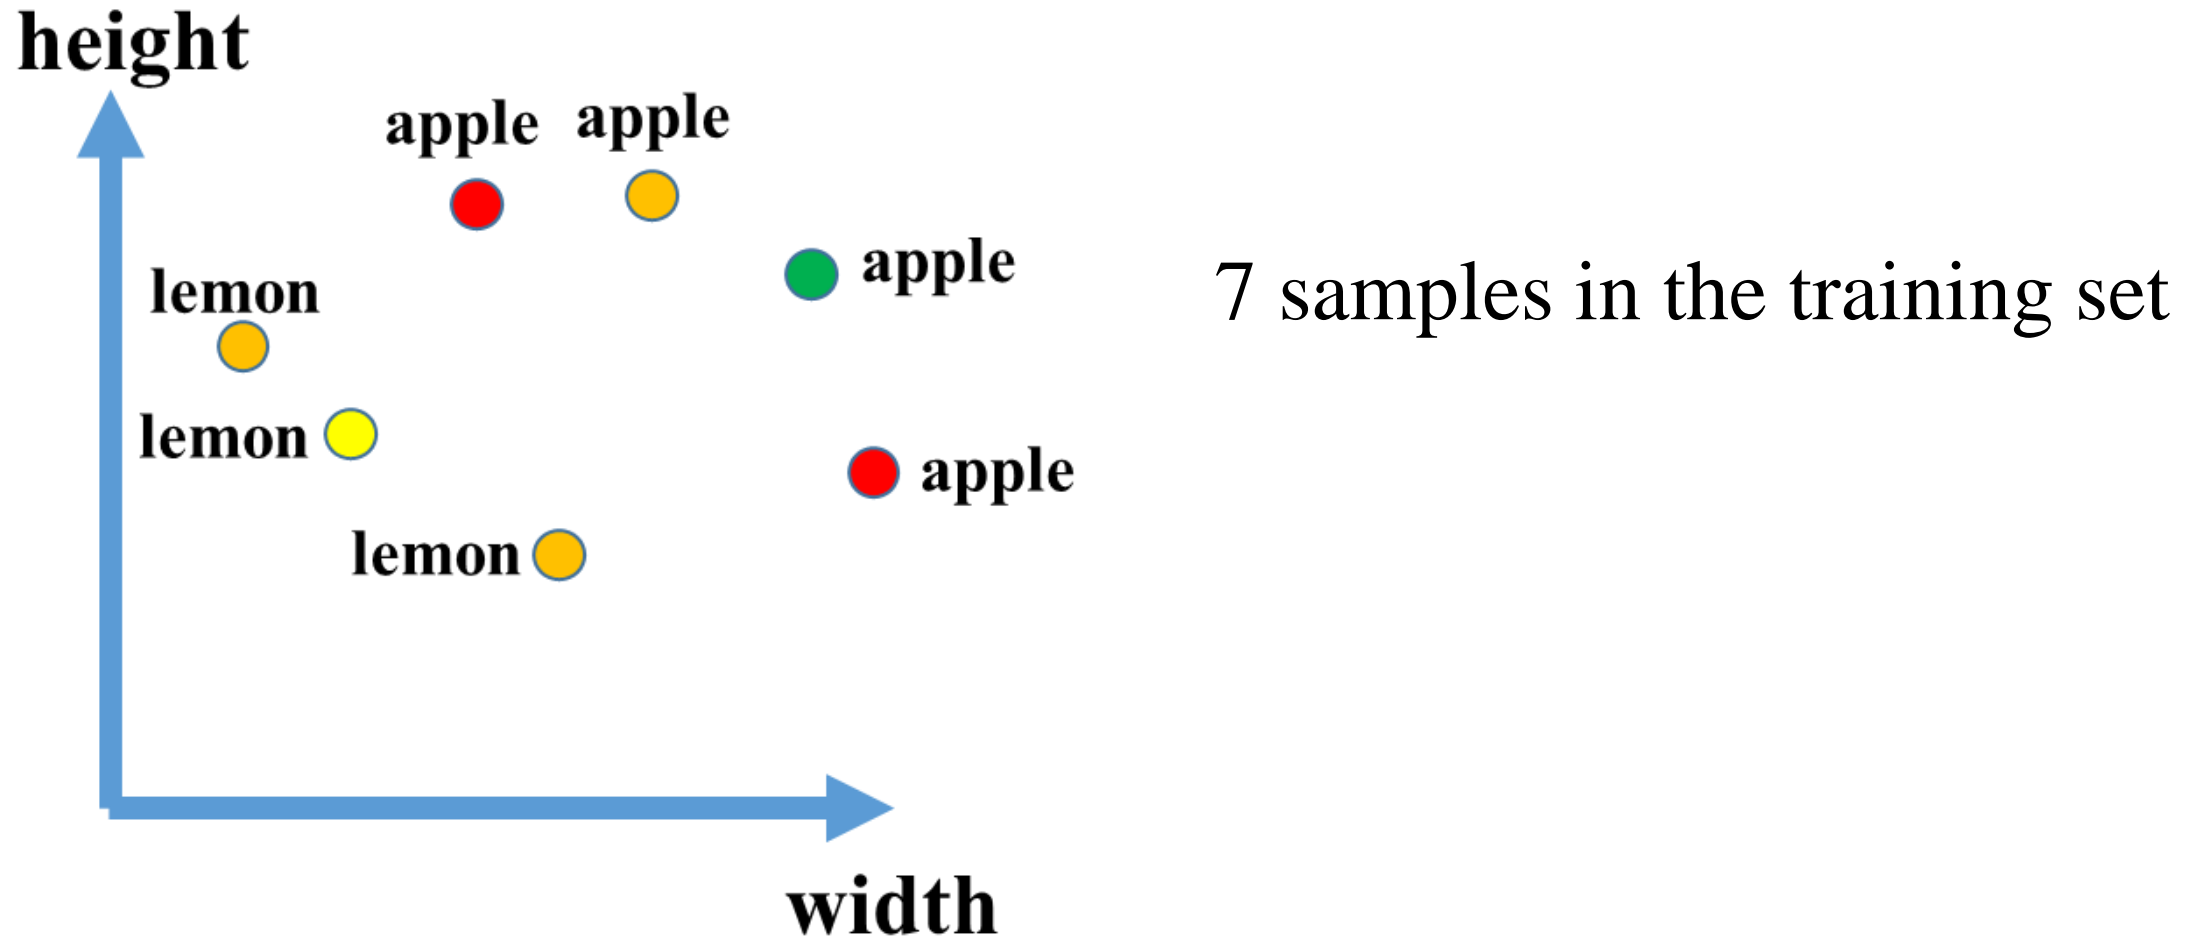 height
apple
apple
apple
lemon
7 samples in the training set
lemon
apple
lemon
width